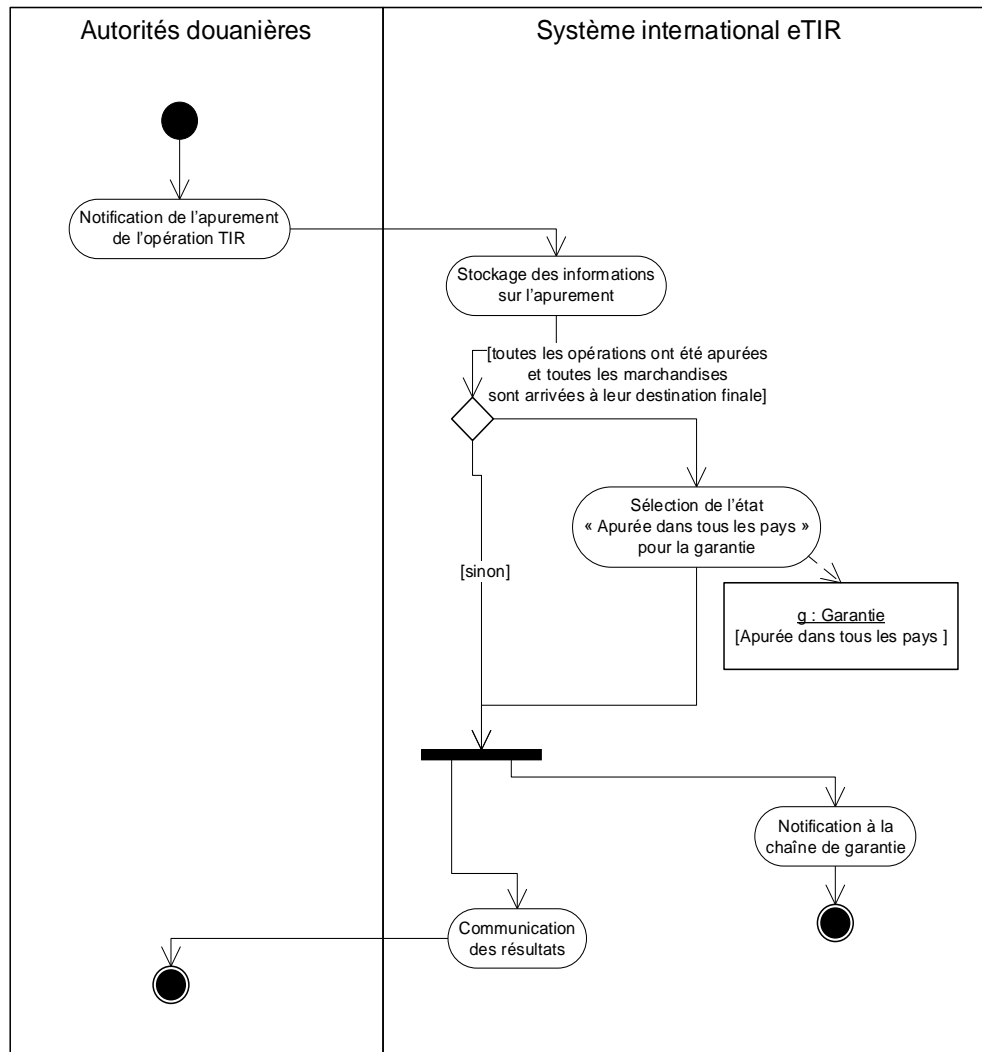 Autorités douanières
Système international eTIR
Notification de l’apurement
de l’opération TIR
Stockage des informations
sur l’apurement
[toutes les opérations ont été apurées
et toutes les marchandises
sont arrivées à leur destination finale]
Sélection de l’état
« Apurée dans tous les pays »
pour la garantie
[sinon]
g : Garantie
[Apurée dans tous les pays ]
Notification à la
chaîne de garantie
Communication
des résultats